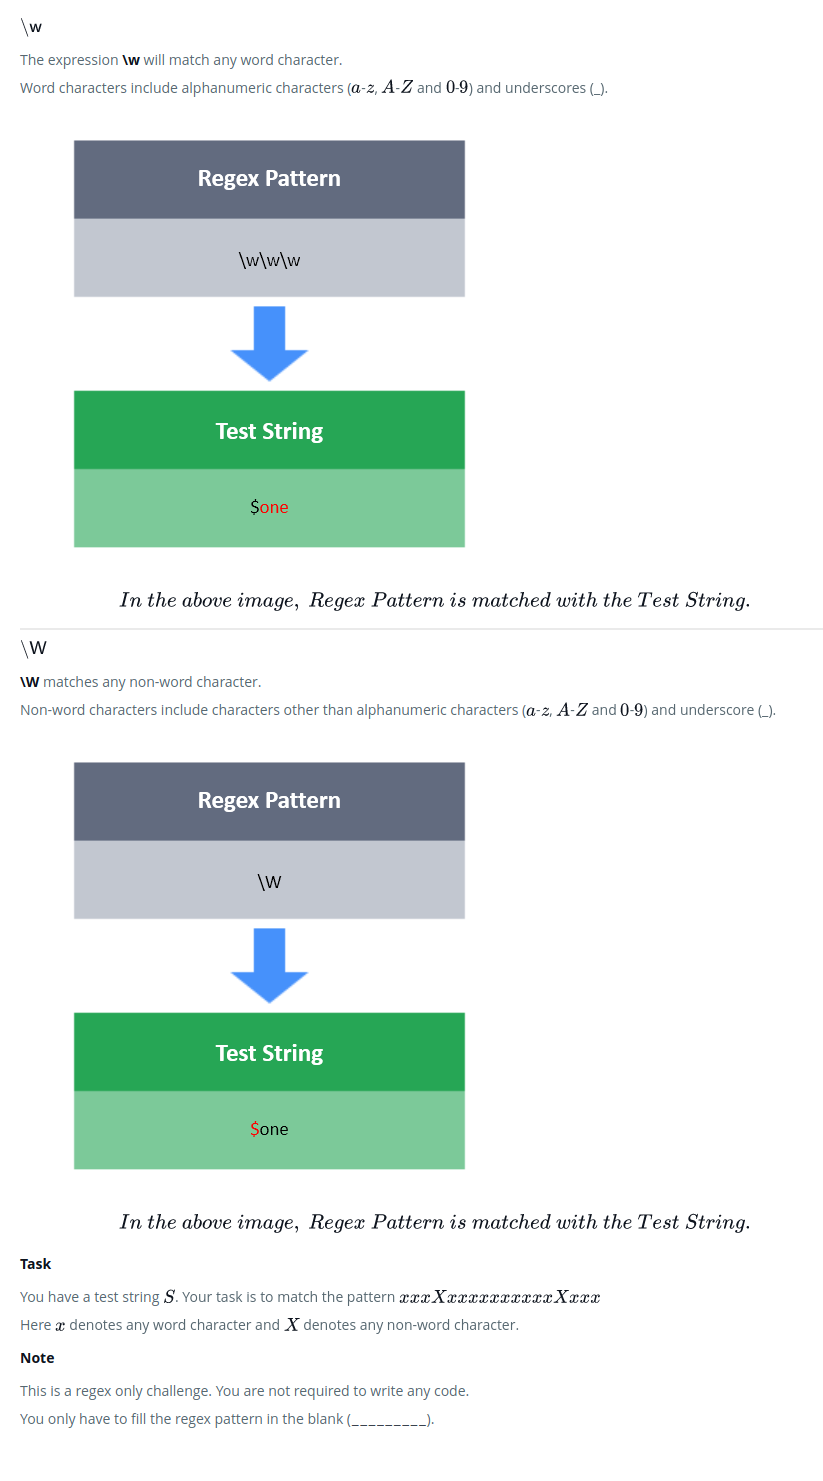 \w
The expression \w will match any word character.
Word characters include alphanumeric characters (a-z, A-Z and 0-9) and underscores (_).
Regex Pattern
\w\w\w
Test String
$one
In the above image, Regex Pattern is matched with the Test String.
\W
\W matches any non-word character.
Non-word characters include characters other than alphanumeric characters (a-z, A-Z and 0-9) and underscore (_).
Regex Pattern
\W
Test String
$one
In the above image, Regex Pattern is matched with the Test String.
Task
You have a test string S. Your task is to match the pattern xxxXxxxxxxxxxxXxxx
Here x denotes any word character and X denotes any non-word character.
Note
This is a regex only challenge. You are not required to write any code.
You only have to fill the regex pattern in the blank (_________).